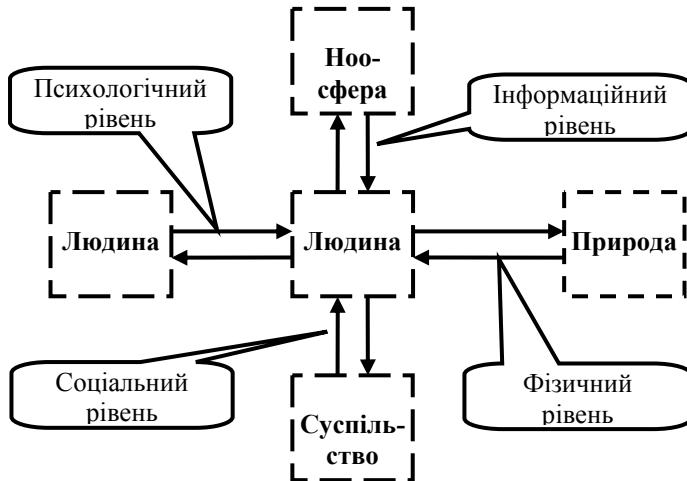 Ноо-
сфера
Психологічний
рівень
Інформаційний
рівень
Людина
Людина
Природа
Соціальний
рівень
Суспіль-
ство
Фізичний
рівень